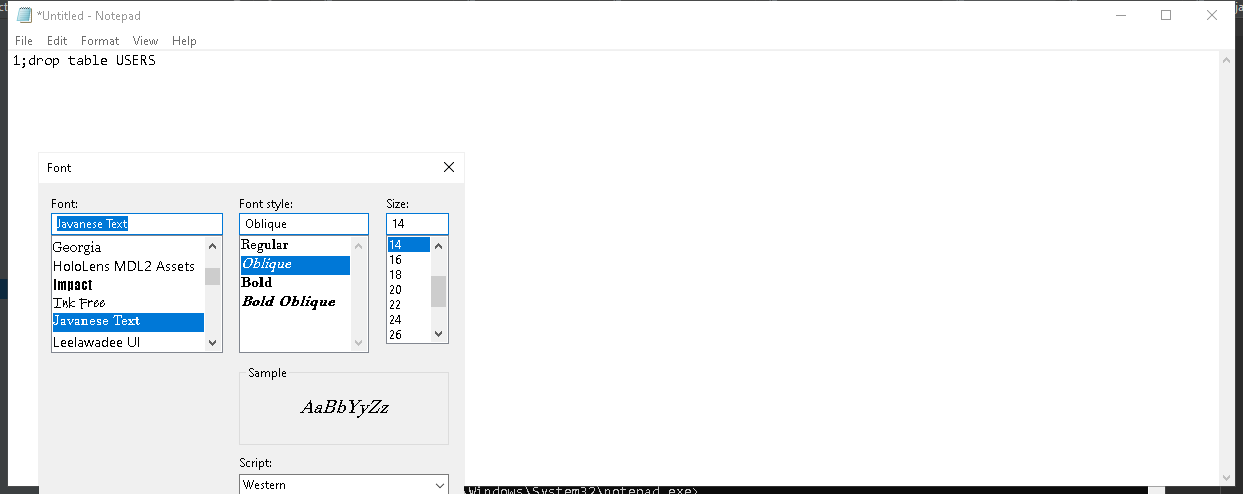 *Untitled - Notepad
File Edit Format View Help
1;drop table USERS
Font
Font: Font style: Size:
Javanese Text Oblique 14
Georgia
HoloLens MDL2 Assets
Impact
Ink Free
Javanese Text
Leelawadee UI
Regular
Oblique
Bold
Bold Oblique
14
16
18
20
22
24
26
Sample
AaBbYyZz
Script:
Western
\Windows\System32\notepad.exe>